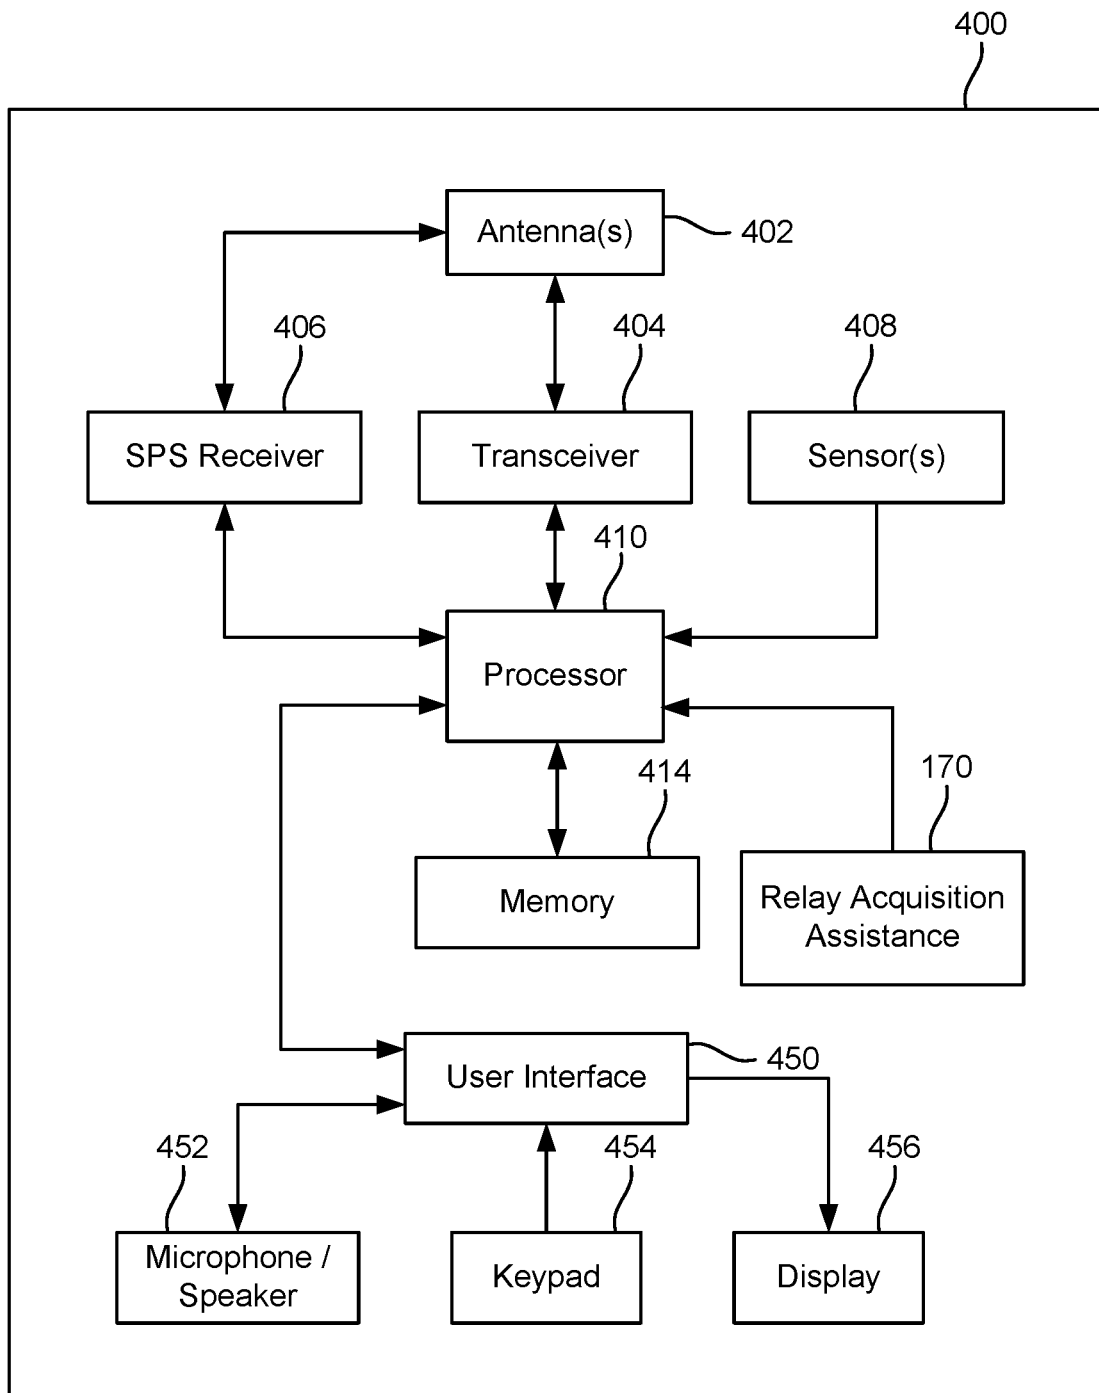 400
Antenna(s)
402
406
404
408
SPS Receiver
Transceiver
Sensor(s)
410
Processor
414
170
Memory
Relay Acquisition
Assistance
User Interface
450
452
454
456
Microphone /
Speaker
Keypad
Display